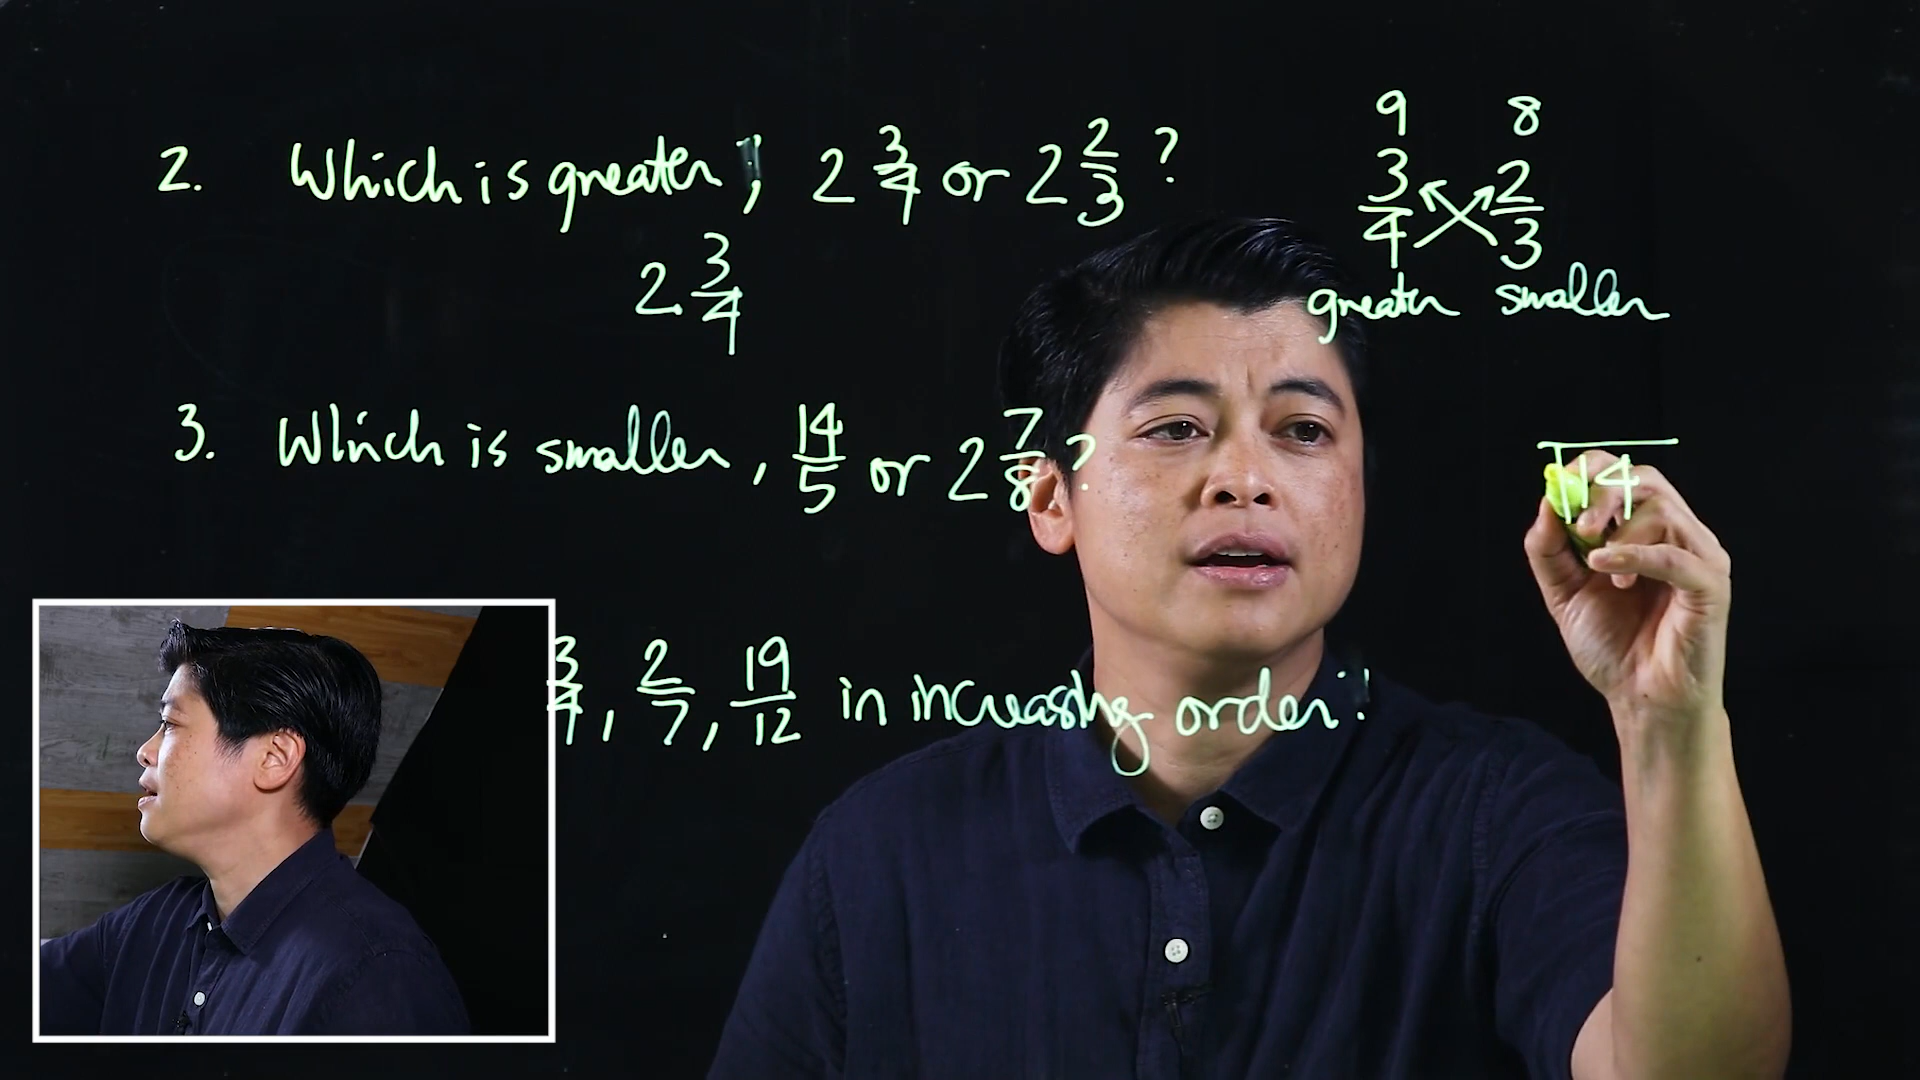 2. Which is greater, 2 3/4 or 2 2/3 ?
2 3/4
9 8
3/4 2/3
greater smaller
3. Which is smaller, 14/5 or 2 7/8 ?
14
3/4, 2/7, 19/12 in increasing order: